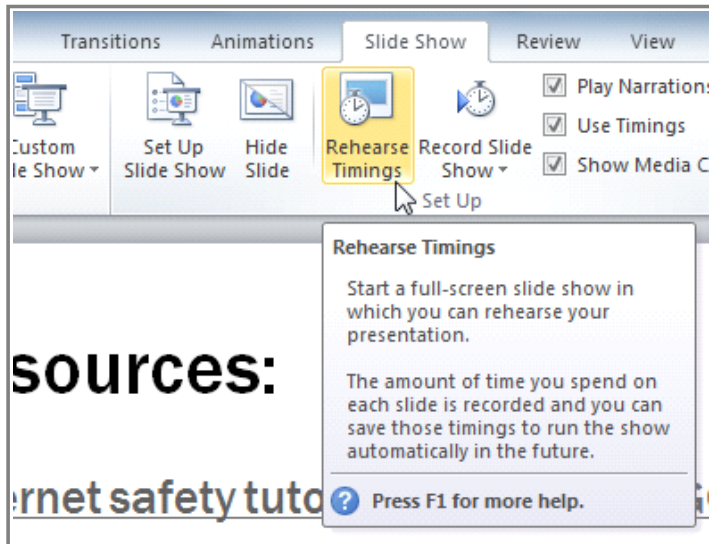 Transitions Animations Slide Show Review View
Play Narrations
Custom Set Up Hide Rehearse Record Slide Use Timings
le Show Slide Show Slide Timings Show Show Media C
Set Up
Rehearse Timings
Start a full-screen slide show in
which you can rehearse your
presentation.
The amount of time you spend on
each slide is recorded and you can
save those timings to run the show
automatically in the future.
Press F1 for more help.
sources:
ernet safety tuto